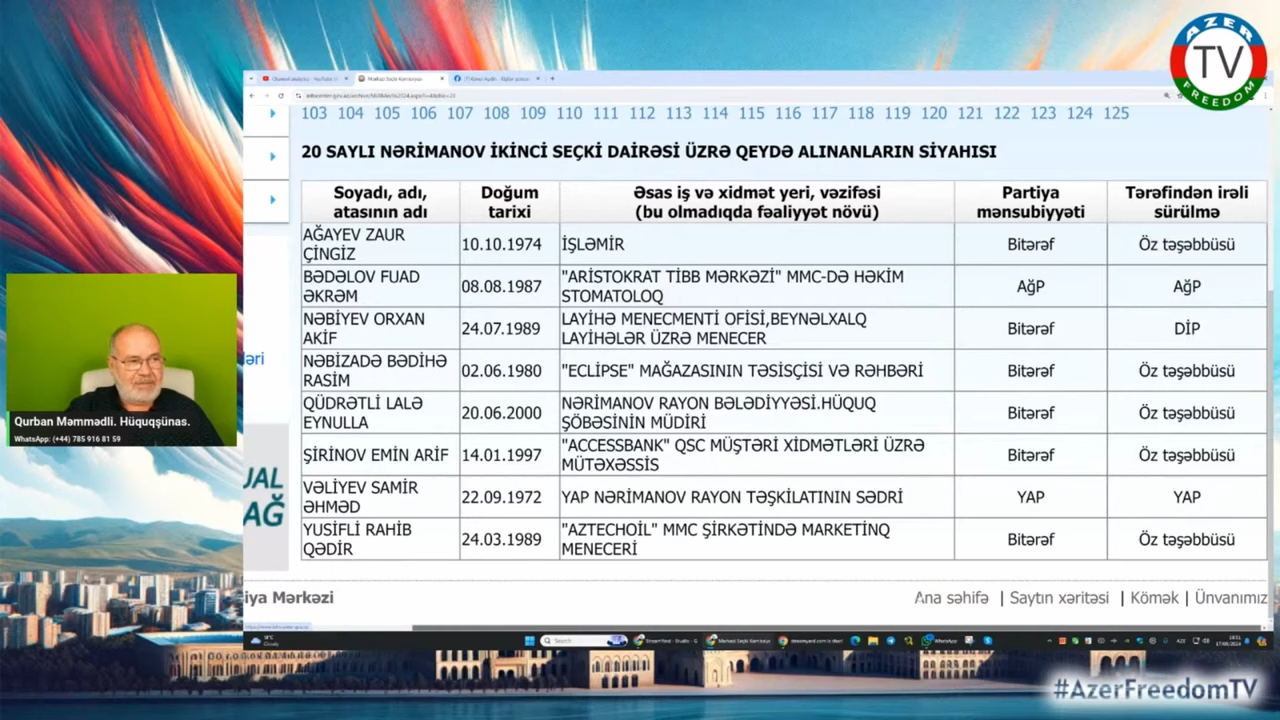 AZER
TV
FREEDOM
103 104 105 106 107 108 109 110 111 112 113 114 115 116 117 118 119 120 121 122 123 124 125
20 SAYLI NƏRİMANOV İKİNCİ SEÇKİ DAİRƏSİ ÜZRƏ QEYDƏ ALINANLARIN SİYAHISI
Soyadı, adı, atasının adı Doğum tarixi Əsas iş və xidmət yeri, vəzifəsi (bu olmadıqda fəaliyyət növü) Partiya mənsubiyyəti Tərəfindən irəli sürülmə
AĞAYEV ZAUR ÇİNGİZ 10.10.1974 İŞLƏMİR Bitərəf Öz təşəbbüsü
BƏDƏLOV FUAD ƏKRƏM 08.08.1987 "ARİSTOKRAT TİBB MƏRKƏZİ" MMC-DƏ HƏKİM STOMATOLOQ AğP AğP
NƏBİYEV ORXAN AKİF 24.07.1989 LAYİHƏ MENECMENTİ OFİSİ,BEYNƏLXALQ LAYİHƏLƏR ÜZRƏ MENECER Bitərəf DİP
NƏBİZADƏ BƏDİHƏ RASİM 02.06.1980 "ECLİPSE" MAĞAZASININ TƏSİSÇİSİ VƏ RƏHBƏRİ Bitərəf Öz təşəbbüsü
QÜDRƏTLİ LALƏ EYNULLA 20.06.2000 NƏRİMANOV RAYON BƏLƏDİYYƏSİ.HÜQUQ ŞÖBƏSİNİN MÜDİRİ Bitərəf Öz təşəbbüsü
ŞİRİNOV EMİN ARİF 14.01.1997 "ACCESSBANK" QSC MÜŞTƏRİ XİDMƏTLƏRİ ÜZRƏ MÜTƏXƏSSİS Bitərəf Öz təşəbbüsü
VƏLİYEV SAMİR ƏHMƏD 22.09.1972 YAP NƏRİMANOV RAYON TƏŞKİLATININ SƏDRİ YAP YAP
YUSİFLİ RAHİB QƏDİR 24.03.1989 "AZTECHOİL" MMC ŞİRKƏTİNDƏ MARKETİNQ MENECERİ Bitərəf Öz təşəbbüsü
əri
UAL
AĞ
Qurban Məmmədli. Hüquqşünas.
WhatsApp: (+44) 785 916 81 59
iya Mərkəzi
Ana səhifə | Saytın xəritəsi | Kömək | Ünvanımız
Search
WhatsApp
#AzerFreedomTV